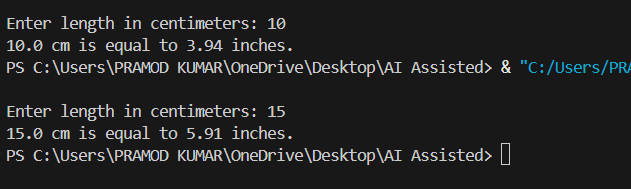 Enter length in centimeters: 10
10.0 cm is equal to 3.94 inches.
PS C:\Users\PRAMOD KUMAR\OneDrive\Desktop\AI Assisted> & "C:/Users/PRA
Enter length in centimeters: 15
15.0 cm is equal to 5.91 inches.
PS C:\Users\PRAMOD KUMAR\OneDrive\Desktop\AI Assisted>